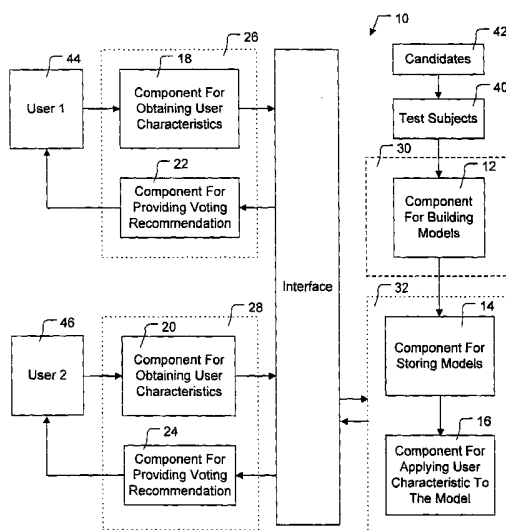 10
42
Candidates
40
Test Subjects
30
12
Component
For Building
Models
44
User 1
26
18
Component For
Obtaining User
Characteristics
22
Component For
Providing Voting
Recommendation
Interface
46
User 2
28
20
Component For
Obtaining User
Characteristics
24
Component For
Providing Voting
Recommendation
32
14
Component For
Storing Models
16
Component For
Applying User
Characteristic To
The Model